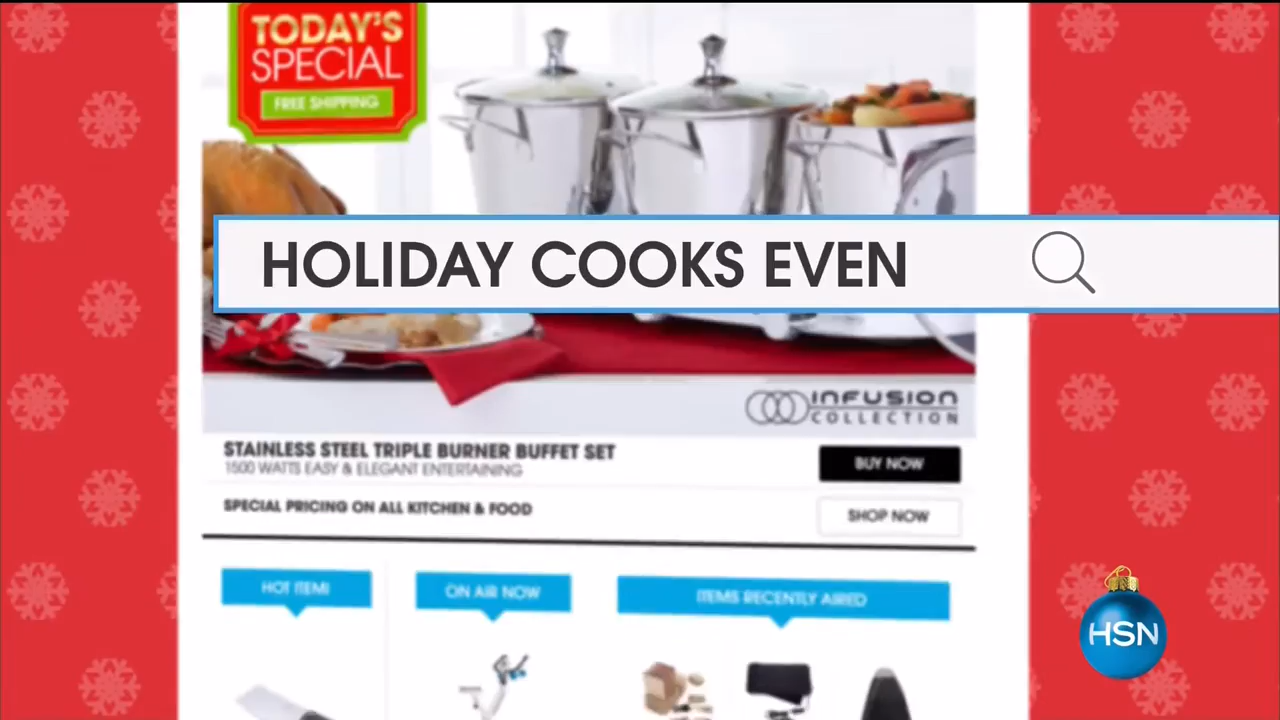 TODAY'S
SPECIAL
FREE SHIPPING
HOLIDAY COOKS EVEN
INFUSION
COLLECTION
STAINLESS STEEL TRIPLE BURNER BUFFET SET
1500 WATTS EASY & ELEGANT ENTERTAINING
BUY NOW
SPECIAL PRICING ON ALL KITCHEN & FOOD
SHOP NOW
HOT ITEM!
ON AIR NOW
ITEMS RECENTLY AIRED
HSN